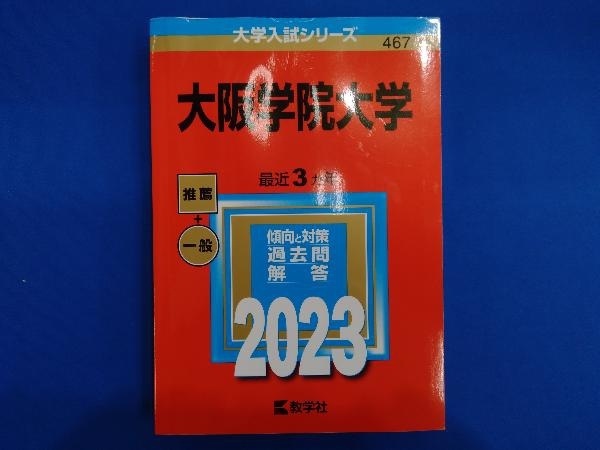 大学入試シリーズ
467
大阪学院大学
最近3カ年
推薦
+
一般
傾向と対策
過去問
解答
2023
教学社